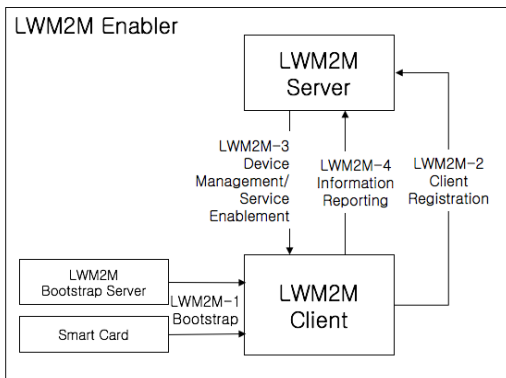 LWM2M Enabler
LWM2M
Server
LWM2M-3
Device
Management/
Service
Enablement
LWM2M-4
Information
Reporting
LWM2M-2
Client
Registration
LWM2M
Bootstrap Server
LWM2M-1
Bootstrap
Smart Card
LWM2M
Client